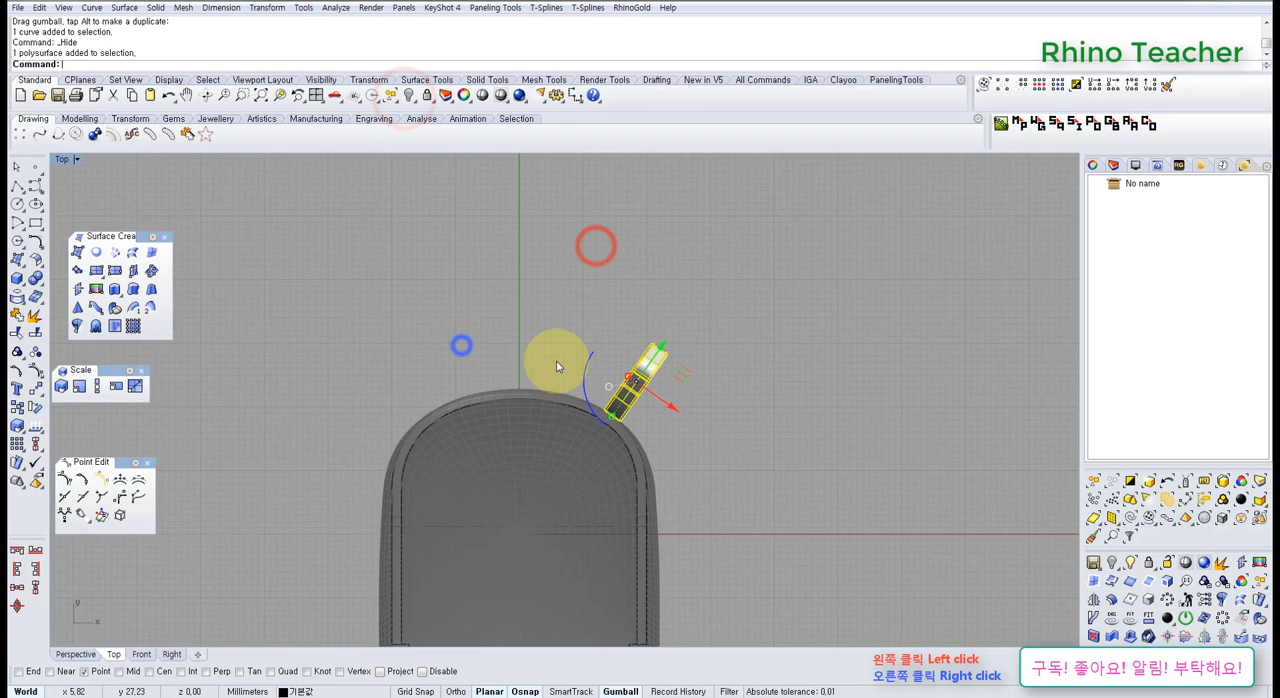 File Edit View Curve Surface Mesh Dimension Transform Tools Analyze Render Panels KeyShot 4 Paneling Tools T-Splines T-Splines RhinoGold Help
Drag gumball, tap Alt to make a duplicate:
1 curve added to selection,
Command: _Hide
1 polysurface added to selection,
Command:
Rhino Teacher
Standard CPlanes Set View Display Select Viewport Layout Visibility Transform Surface Tools Solid Tools Mesh Tools Render Tools Drafting New in V5 All Commands IGA Clayoo PanelingTools
Drawing Modelling Transform Gems Jewellery Artistics Manufacturing Engraving Analyse Animation Selection
Top
No name
Surface Crea
Scale
Point Edit
y
x
Perspective Top Front Right
End Near Point Mid Cen Int Perp Tan Quad Knot Vertex Project Disable
왼쪽 클릭 Left click
오른쪽 클릭 Right click
구독! 좋아요! 알림! 부탁해요!
World x 5,82 y 27,23 z 0,00 Millimeters 기본값 Grid Snap Ortho Planar Osnap SmartTrack Gumball Record History Filter Absolute tolerance: 0,01